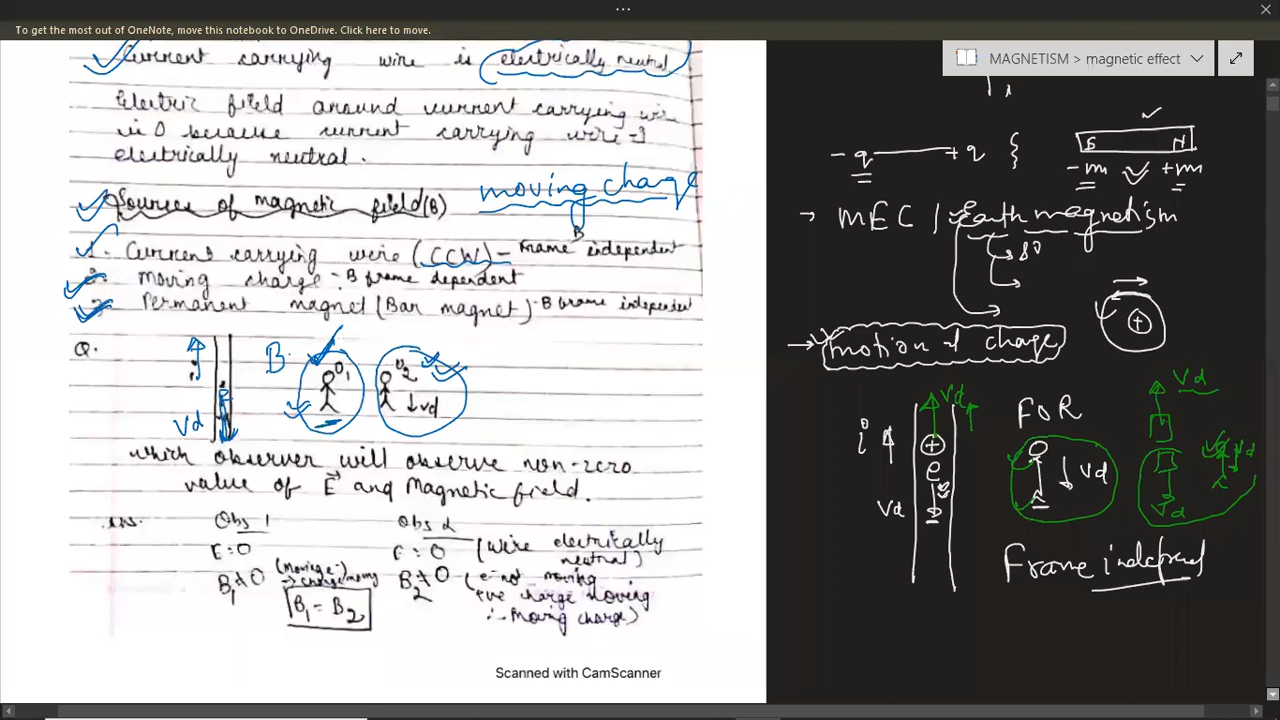 To get the most out of OneNote, move this notebook to OneDrive. Click here to move.
Current carrying wire is electrically neutral
Electric field around current carrying wire
is 0 because current carrying wire is
electrically neutral.
moving charge
B
Sources of magnetic field(B)
1. Current carrying wire (CCW) - Frame independent
2. Moving charge : B frame dependent
3. Permanent magnet (Bar magnet) - B frame independent
Q.
i
Vd
B.
O1
O2
↓ vd
which observer will observe non-zero
value of E and Magnetic field.
Ans.
Obs 1
Obs 2
E=0
E=0 (wire electrically neutral)
B1≠0 (moving e- → charge moving)
B2≠0 (e- not moving
+ve charge moving
∴ moving charge)
B1 = B2
Scanned with CamScanner
MAGNETISM > magnetic effect
- q
+ q
S
N
- m
+ m
→ MEC | Earth magnetism
+
→ motion of charge
i
Vd
+
e
Vd
FOR
↓ Vd
Vd
Vd
Vd
Frame independ